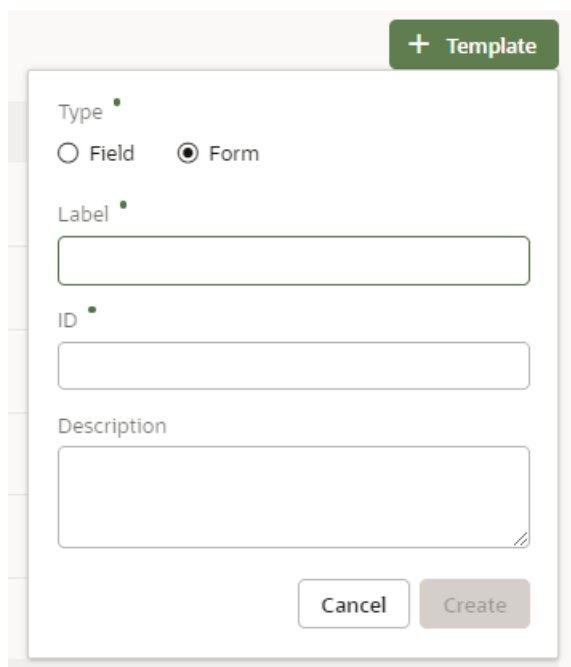 + Template
Type
Field Form
Label
ID
Description
Cancel Create